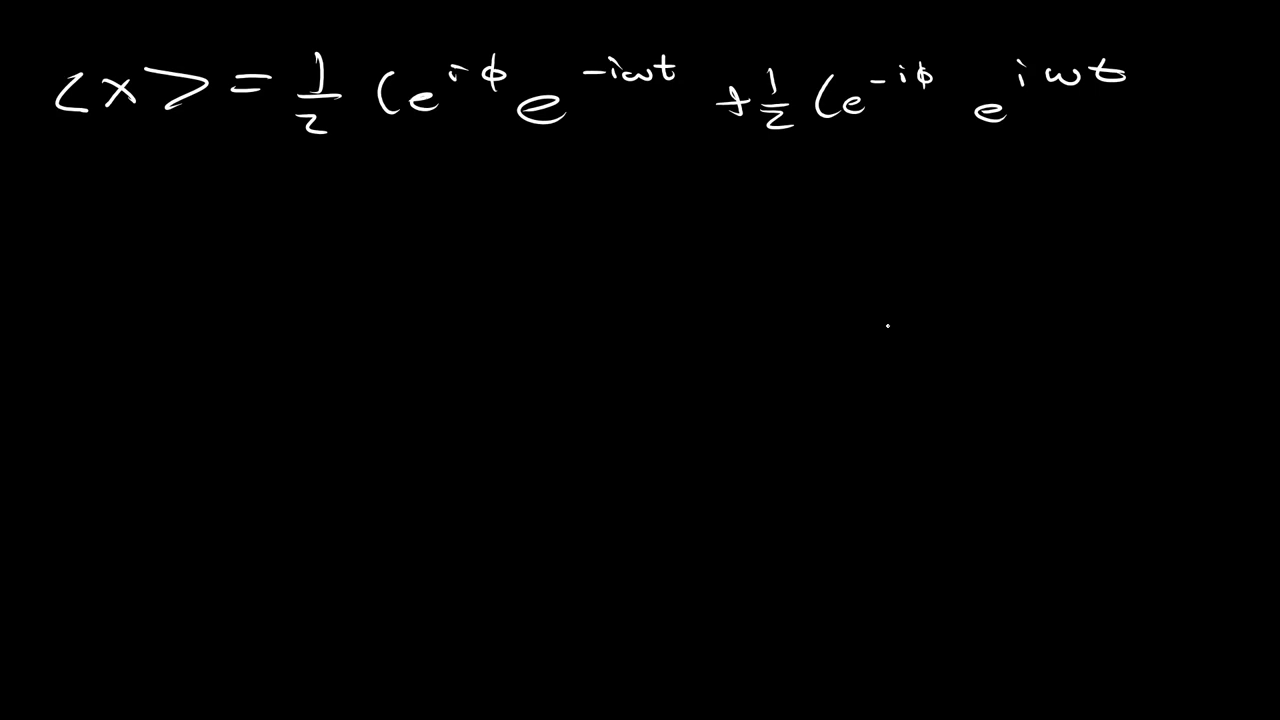 <x> = 1/2 (e^{iφ} e^{-iωt} + 1/2 (e^{-iφ} e^{iωt}